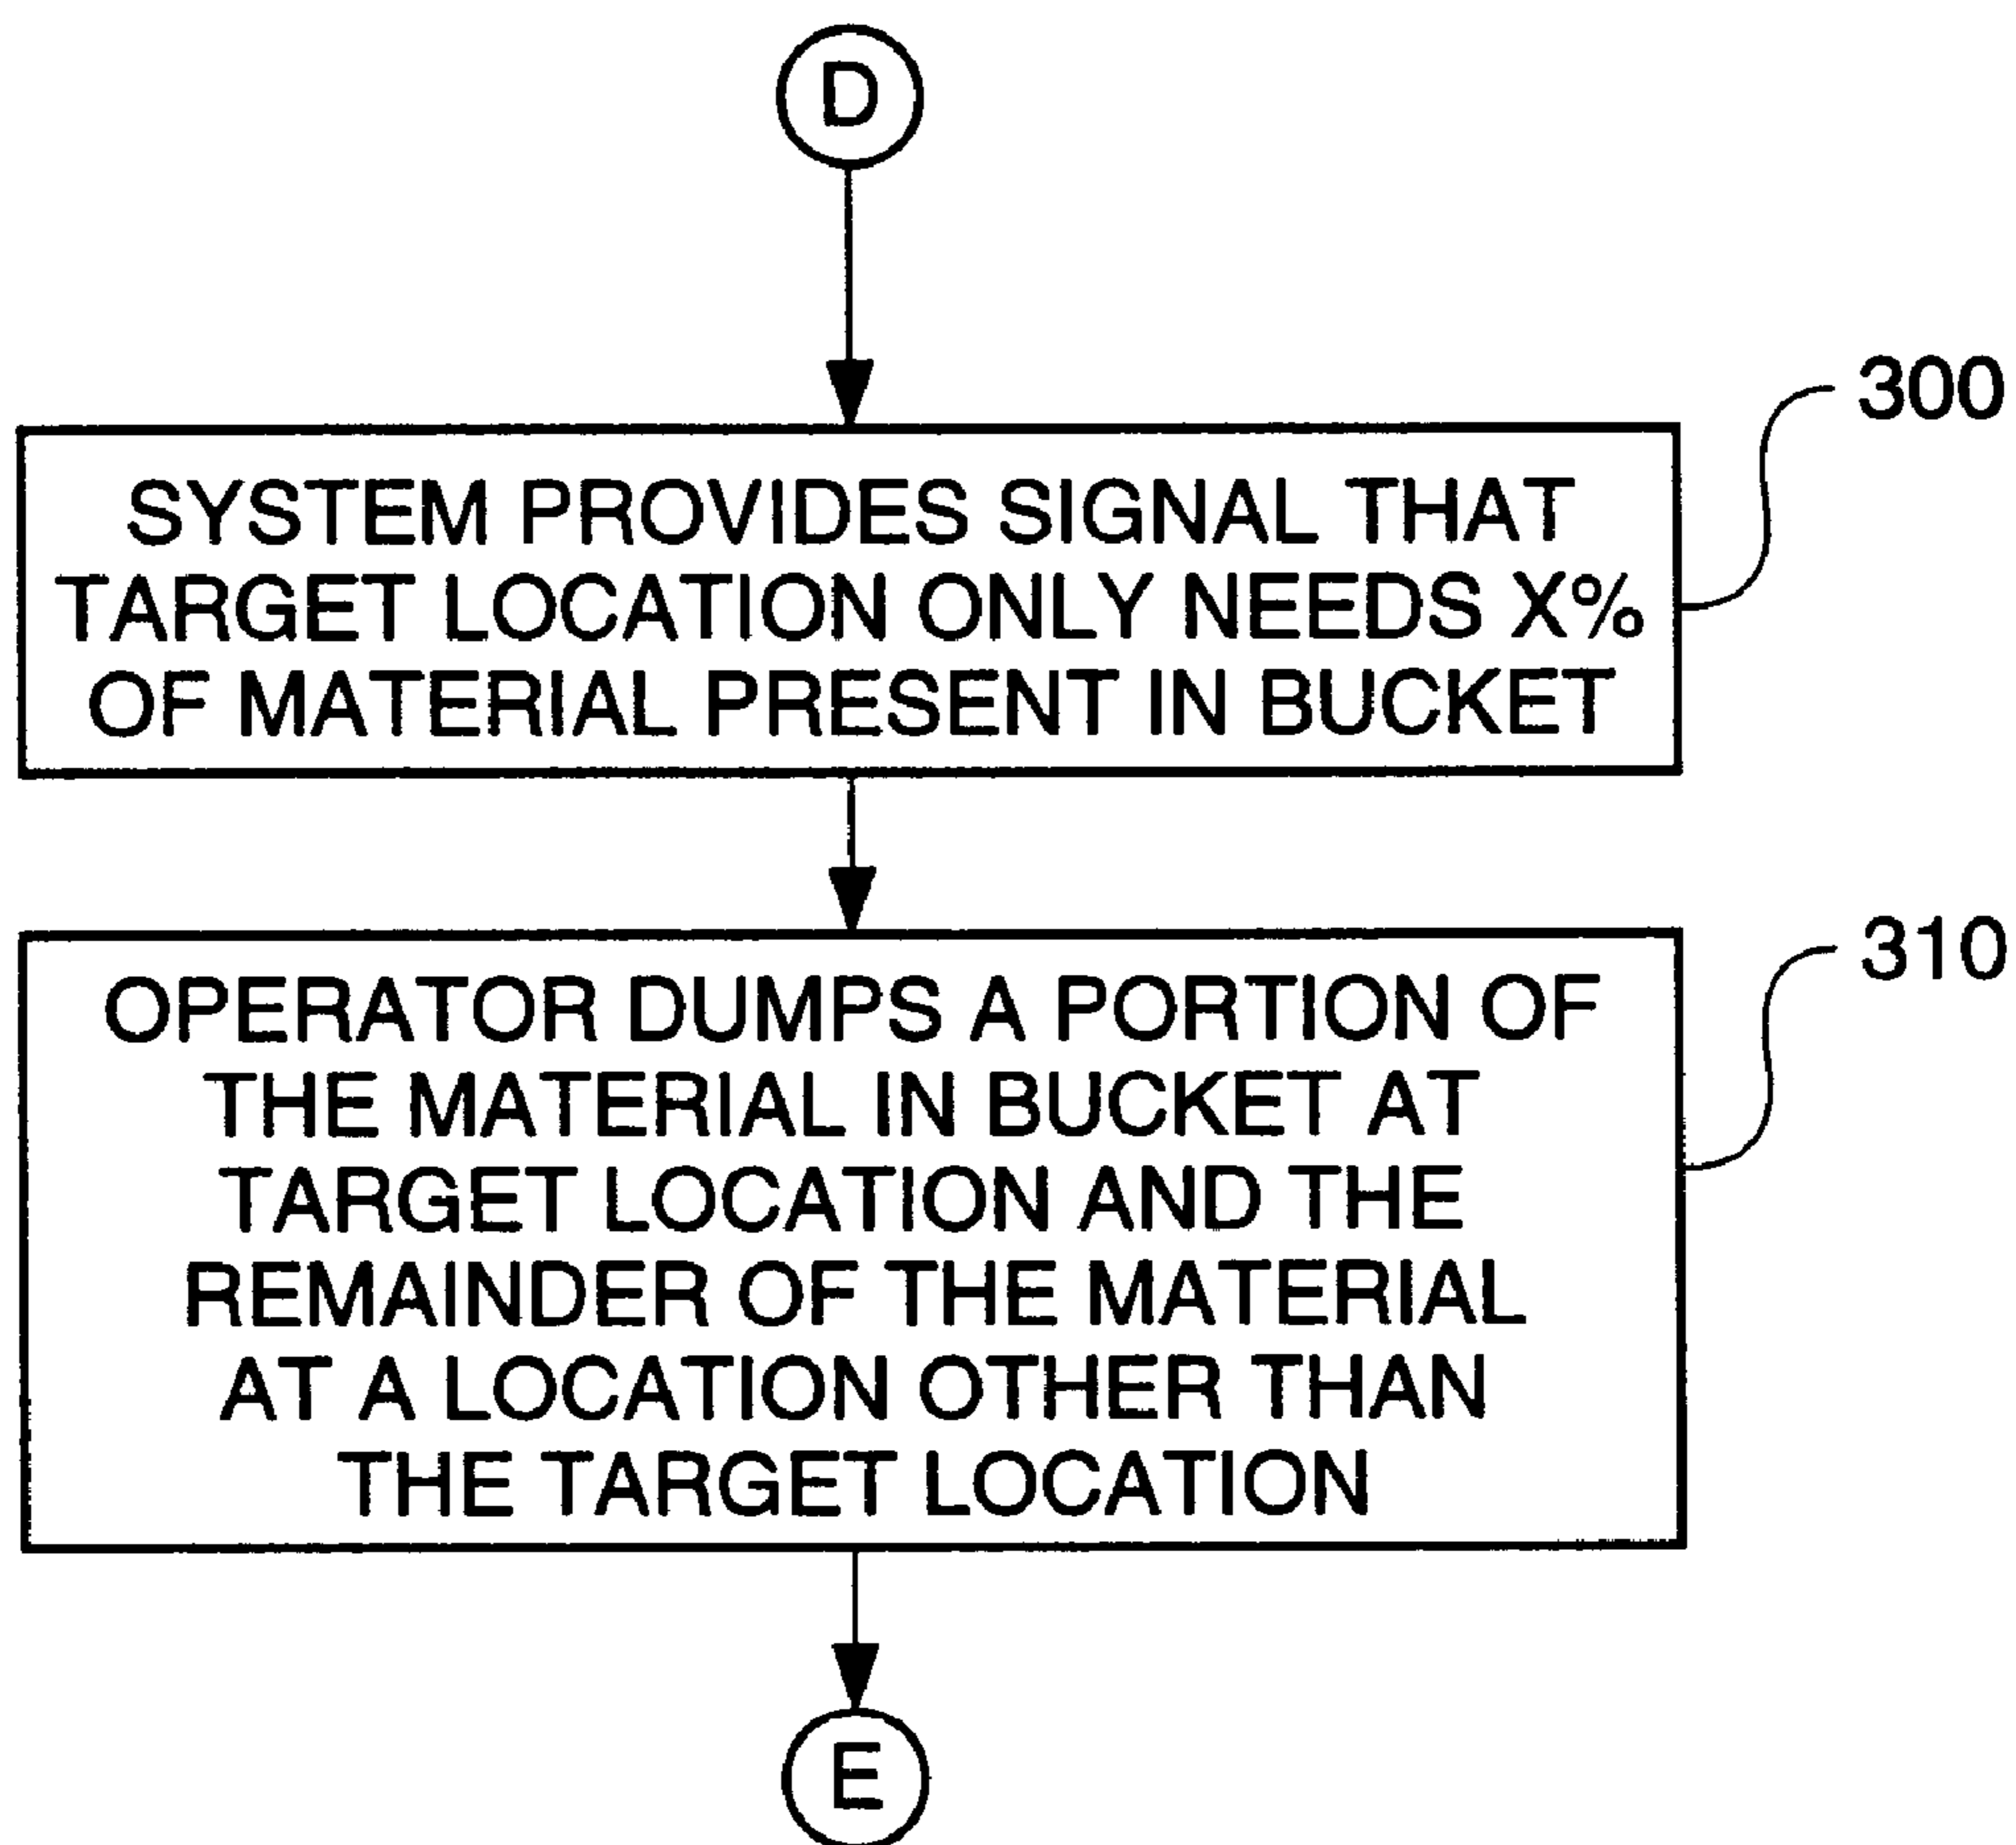 D
300
SYSTEM PROVIDES SIGNAL THAT
TARGET LOCATION ONLY NEEDS X%
OF MATERIAL PRESENT IN BUCKET
310
OPERATOR DUMPS A PORTION OF
THE MATERIAL IN BUCKET AT
TARGET LOCATION AND THE
REMAINDER OF THE MATERIAL
AT A LOCATION OTHER THAN
THE TARGET LOCATION
E